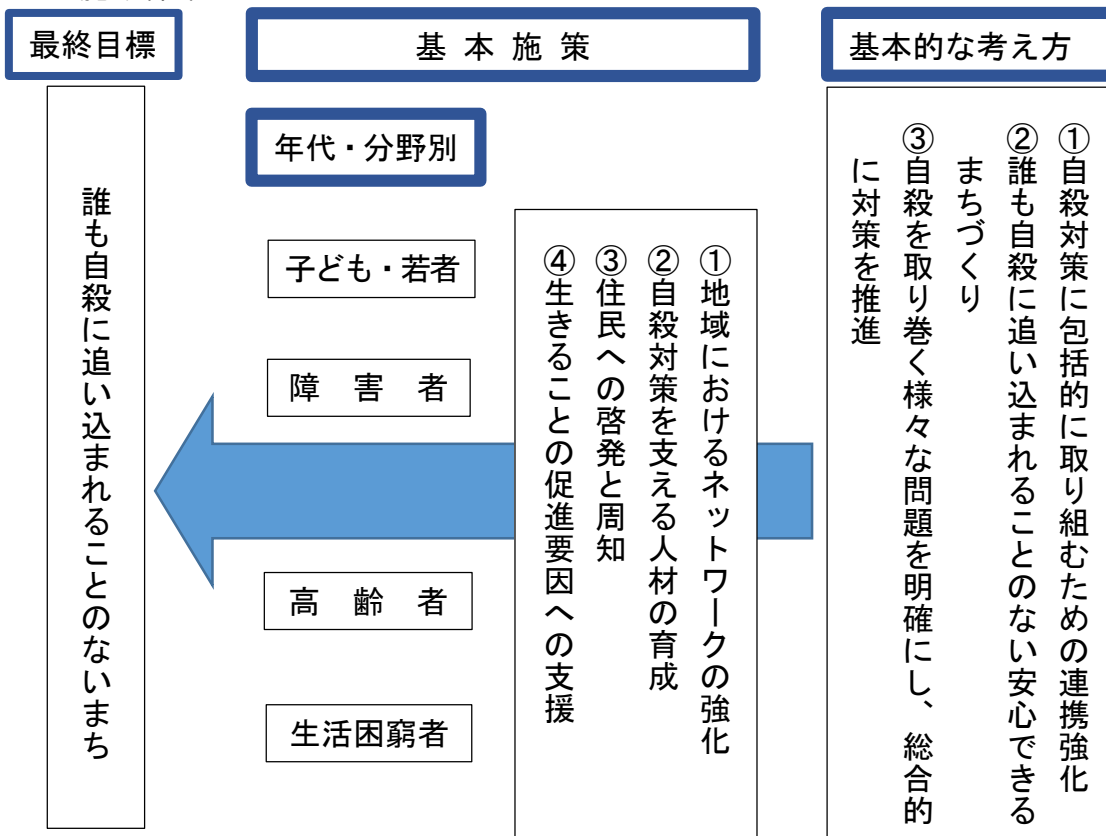 最終目標
基本施策
基本的な考え方
年代・分野別
誰も自殺に追い込まれることのないまち
子ども・若者
障害者
高齢者
生活困窮者
①地域におけるネットワークの強化
②自殺対策を支える人材の育成
③住民への啓発と周知
④生きることの促進要因への支援
①自殺対策に包括的に取り組むための連携強化
②誰も自殺に追い込まれることのない安心できる
まちづくり
③自殺を取り巻く様々な問題を明確にし、総合的
に対策を推進